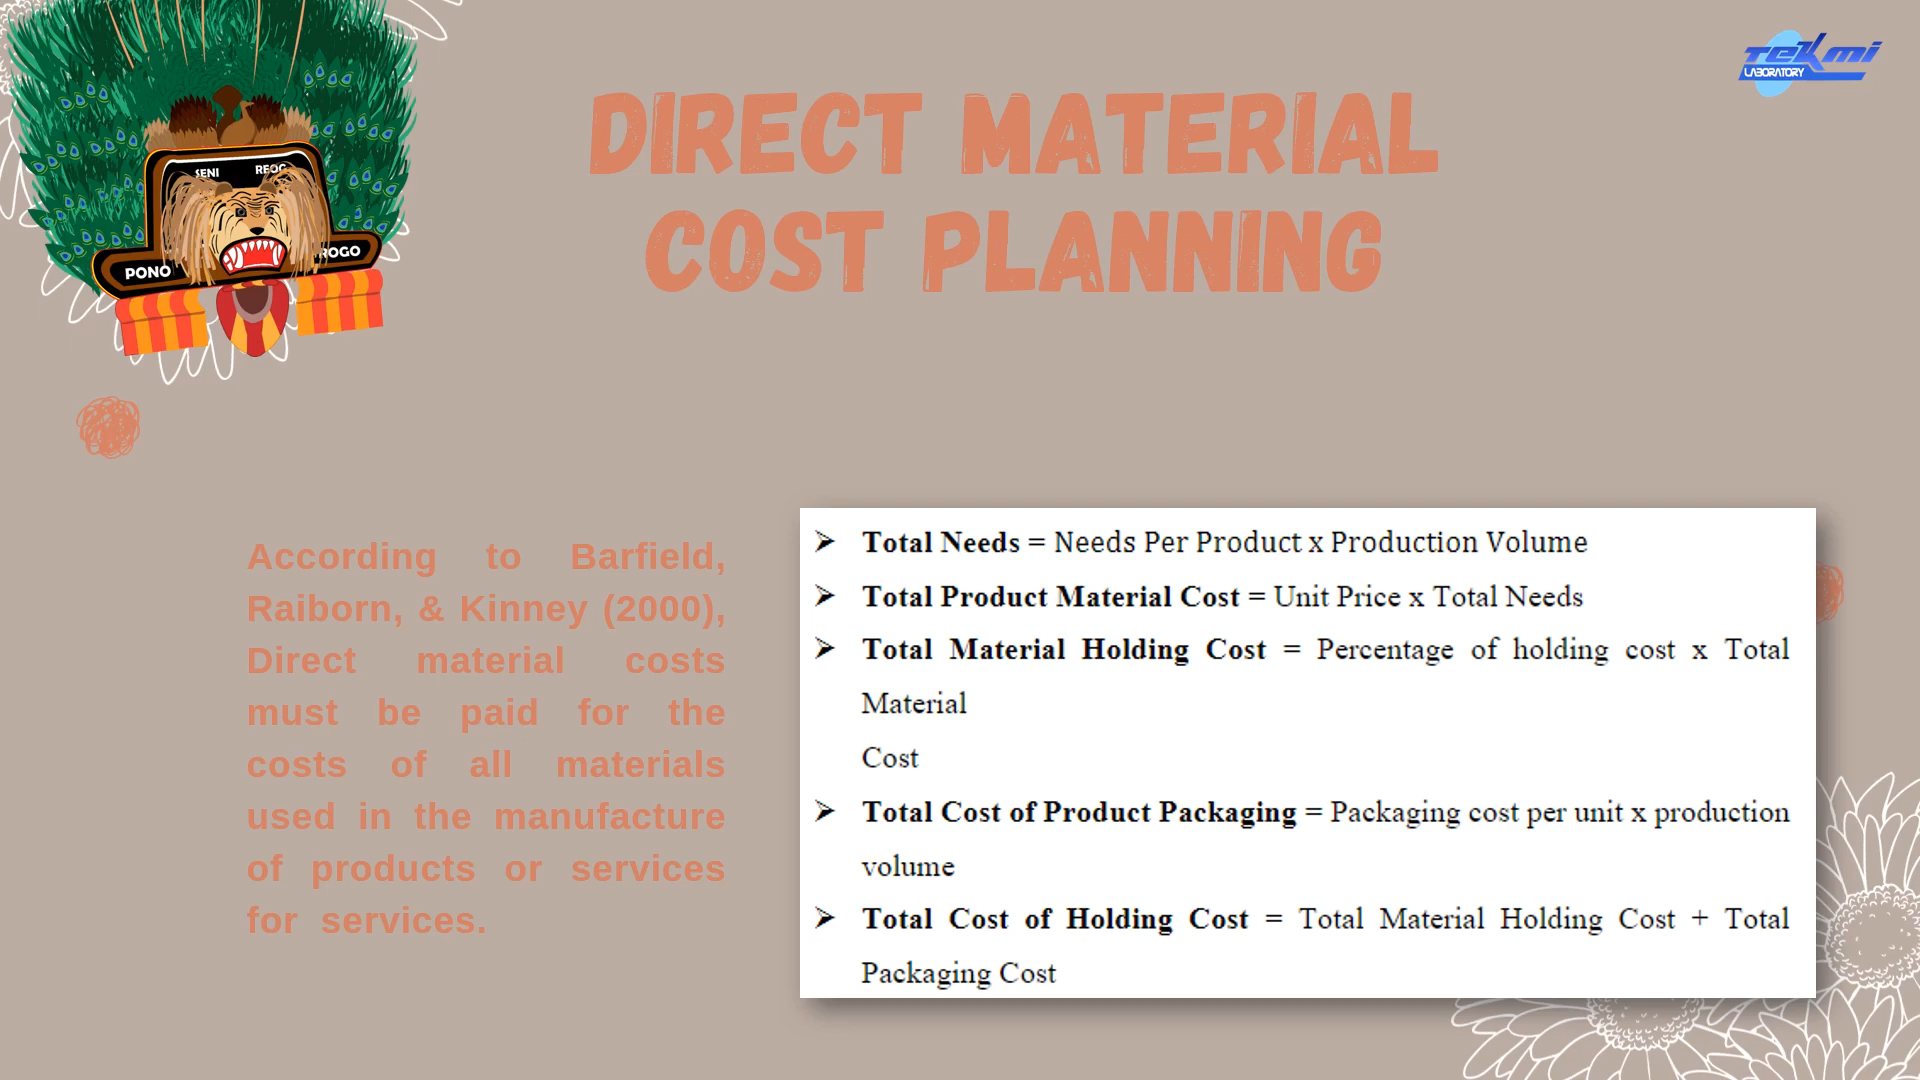 SENI REOG
PONO ROGO
TEKMI
LABORATORY
DIRECT MATERIAL
COST PLANNING
According to Barfield,
Raiborn, & Kinney (2000),
Direct material costs
must be paid for the
costs of all materials
used in the manufacture
of products or services
for services.
➢ Total Needs = Needs Per Product x Production Volume
➢ Total Product Material Cost = Unit Price x Total Needs
➢ Total Material Holding Cost = Percentage of holding cost x Total
Material
Cost
➢ Total Cost of Product Packaging = Packaging cost per unit x production
volume
➢ Total Cost of Holding Cost = Total Material Holding Cost + Total
Packaging Cost